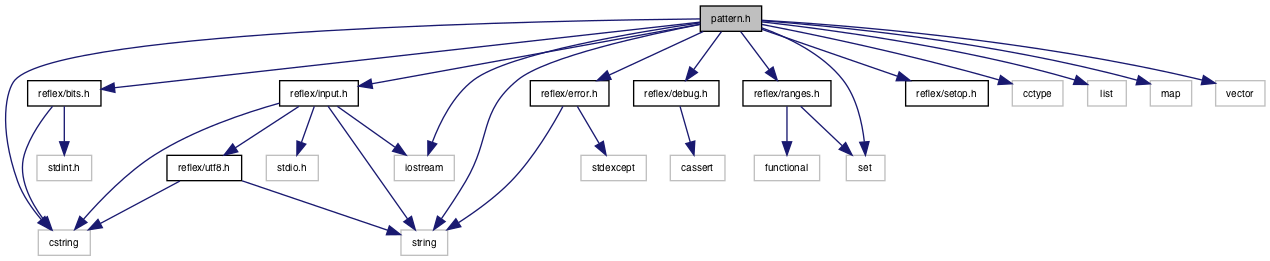 pattern.h
reflex/bits.h
reflex/input.h
reflex/error.h
reflex/debug.h
reflex/ranges.h
reflex/setop.h
cctype
list
map
vector
stdint.h
reflex/utf8.h
stdio.h
iostream
stdexcept
cassert
functional
set
cstring
string